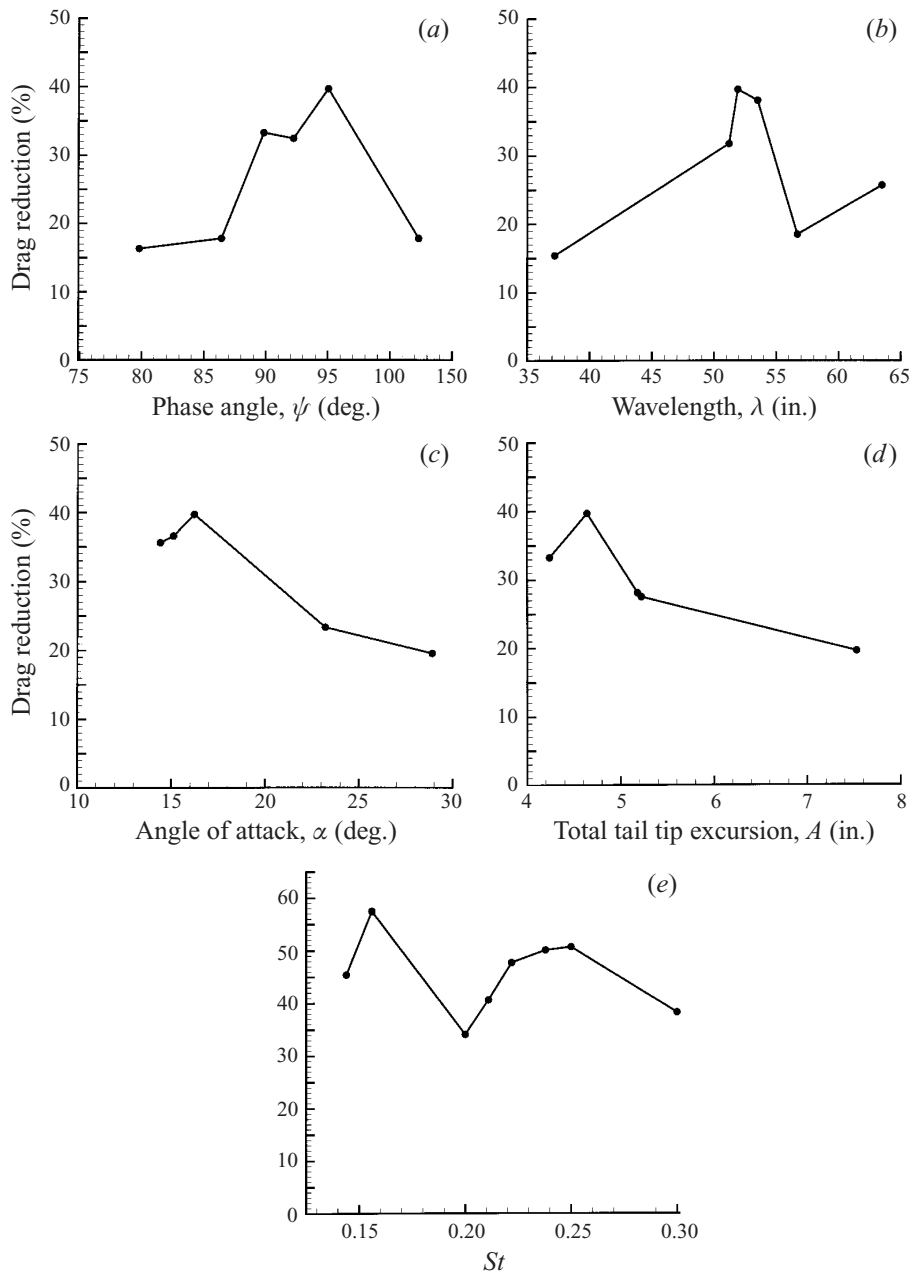 (a)
50
40
30
20
10
0
Drag reduction (%)
75 80 85 90 95 100 150
Phase angle, ψ (deg.)
(b)
50
40
30
20
10
0
35 40 45 50 55 60 65
Wavelength, λ (in.)
(c)
50
40
30
20
10
0
Drag reduction (%)
10 15 20 25 30
Angle of attack, α (deg.)
(d)
50
40
30
20
10
0
4 5 6 7 8
Total tail tip excursion, A (in.)
(e)
60
50
40
30
20
10
0
0.15 0.20 0.25 0.30
St